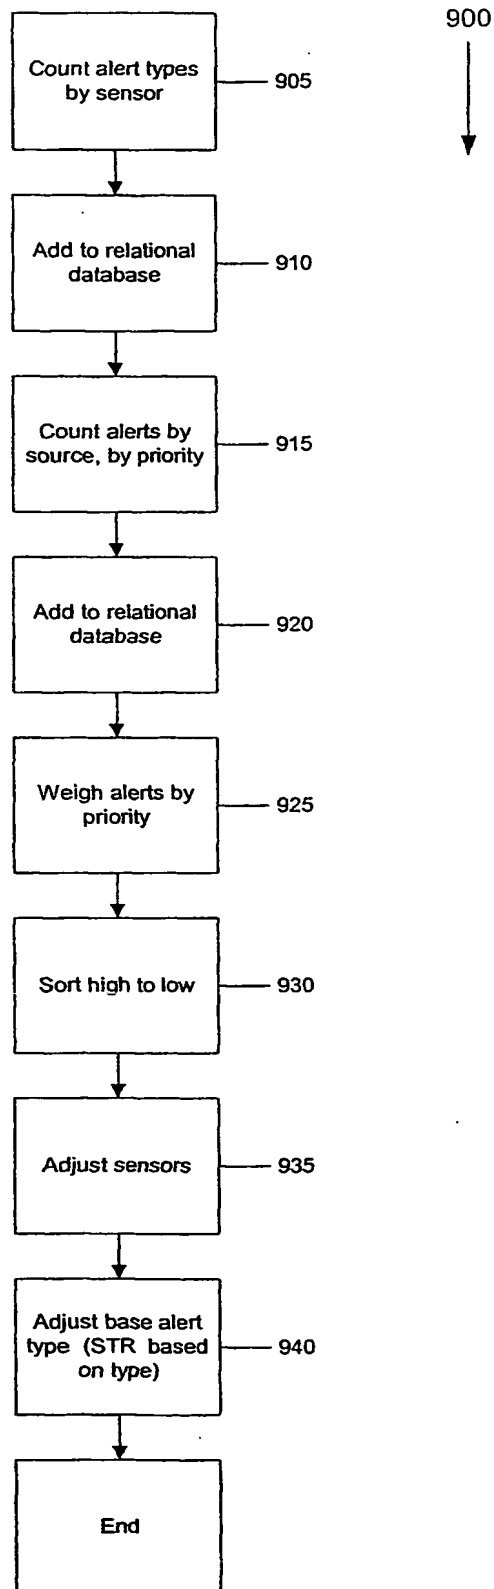 900
Count alert types
by sensor
905
Add to relational
database
910
Count alerts by
source, by priority
915
Add to relational
database
920
Weigh alerts by
priority
925
Sort high to low
930
Adjust sensors
935
Adjust base alert
type (STR based
on type)
940
End